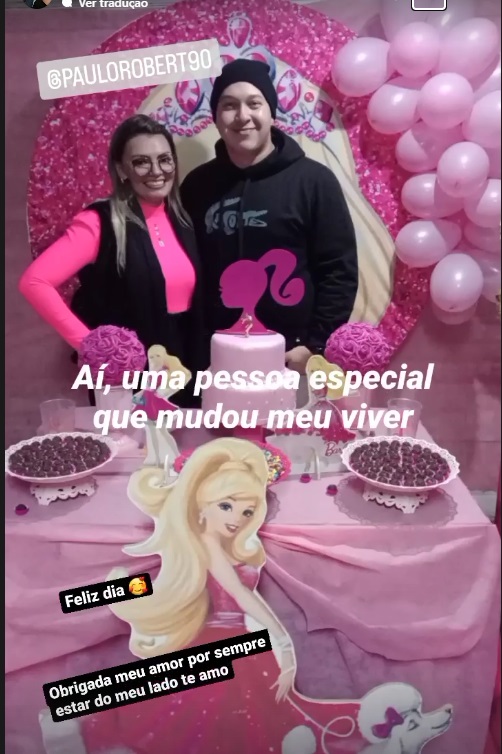 Ver tradução
@PAULOROBERT90
Aí, uma pessoa especial
que mudou meu viver
Feliz dia 🥰
Obrigada meu amor por sempre
estar do meu lado te amo